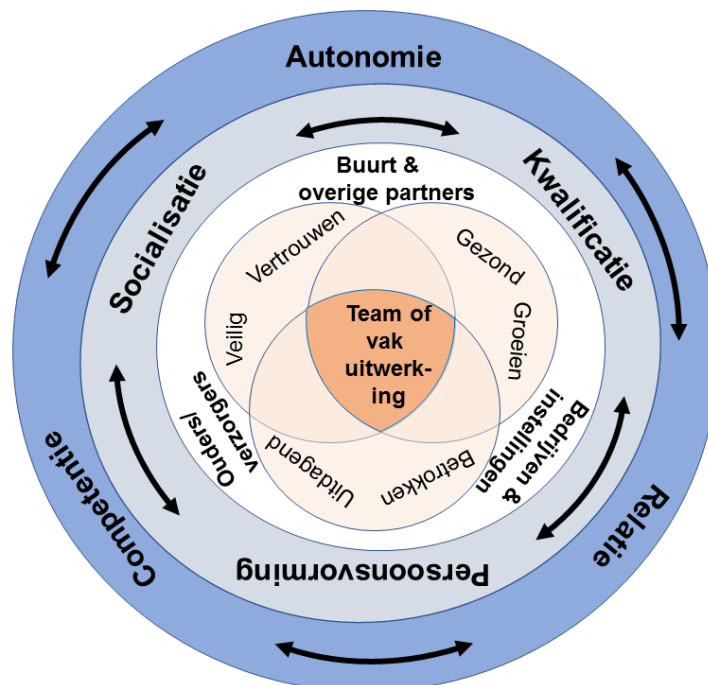 Autonomie
Socialisatie
Kwalificatie
Buurt &
overige partners
Vertrouwen
Veilig
Gezond
Groeien
Team of
vak
uitwerk-
ing
Ouders/
verzorgers
Bedrijven &
instellingen
Uitdagend
Betrokken
Competentie
Relatie
Persoonsvorming